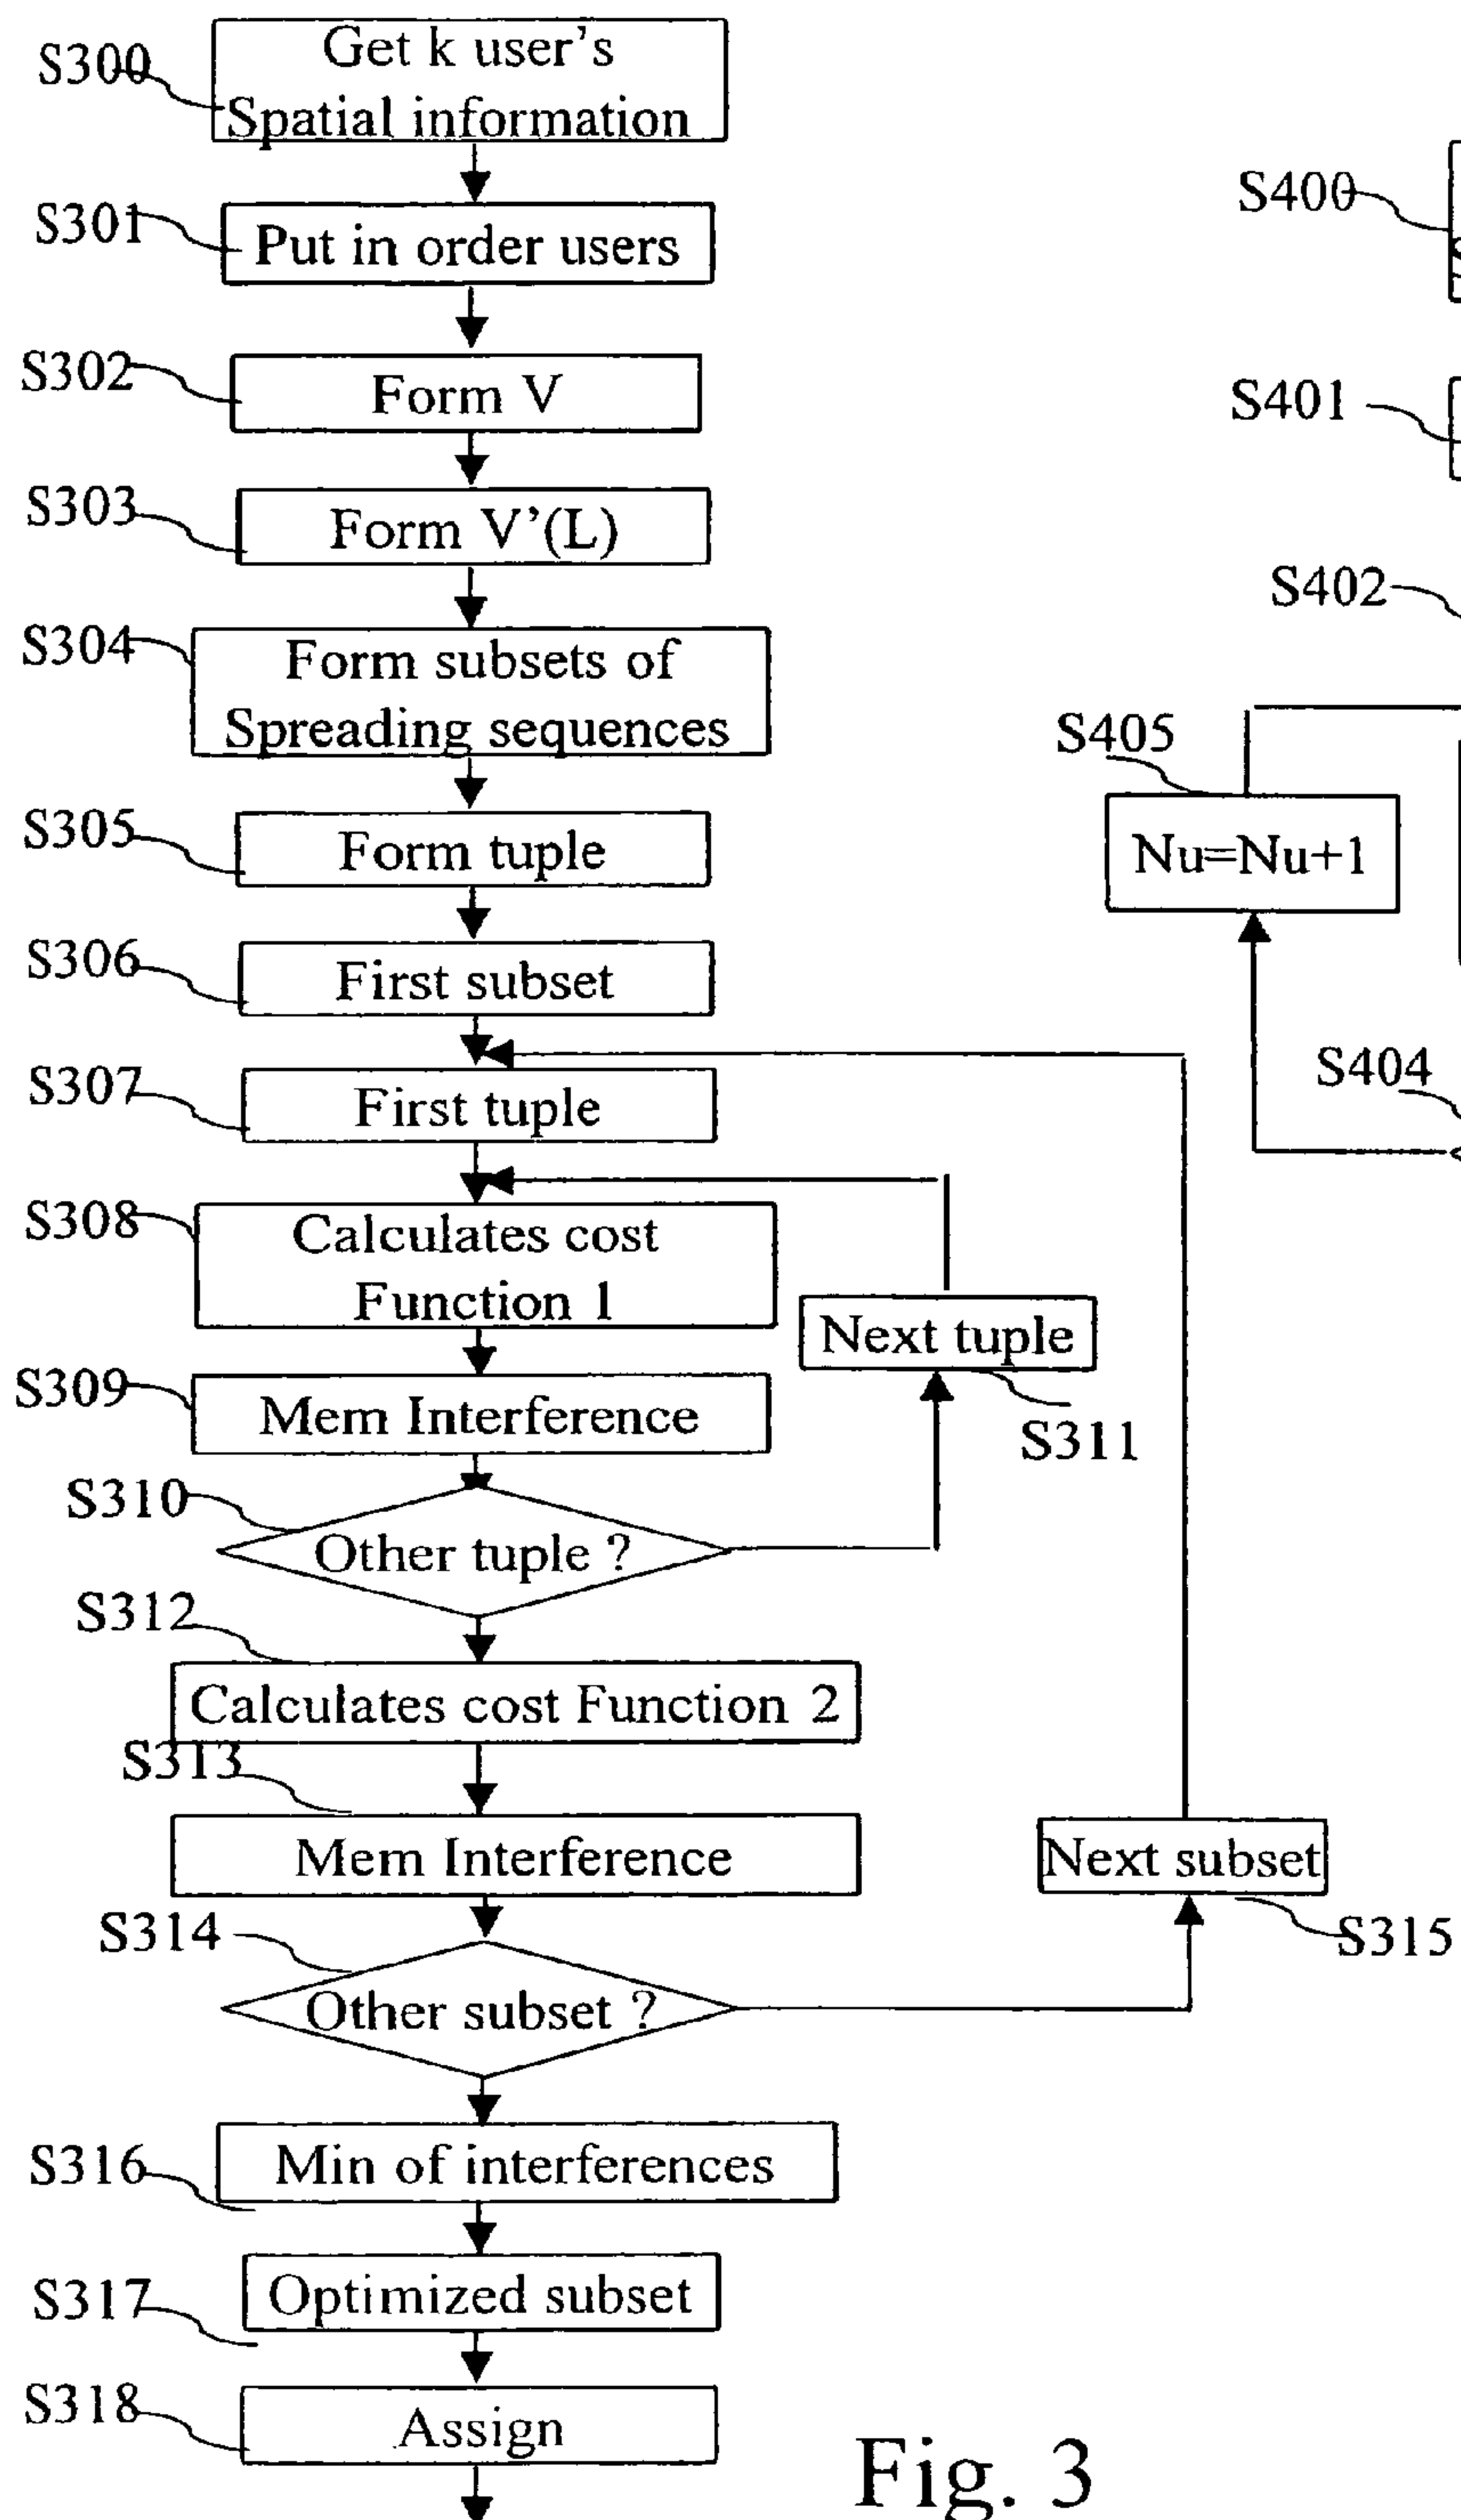 S300
Get k user's
Spatial information
S301
Put in order users
S302
Form V
S303
Form V'(L)
S304
Form subsets of
Spreading sequences
S305
Form tuple
S306
First subset
S307
First tuple
S308
Calculates cost
Function 1
S309
Mem Interference
S310
Other tuple ?
Next tuple
S311
S312
Calculates cost Function 2
S313
Mem Interference
S314
Other subset ?
Next subset
S315
S316
Min of interferences
S317
Optimized subset
S318
Assign
Fig. 3
S400
S401
S402
S405
Nu=Nu+1
S404